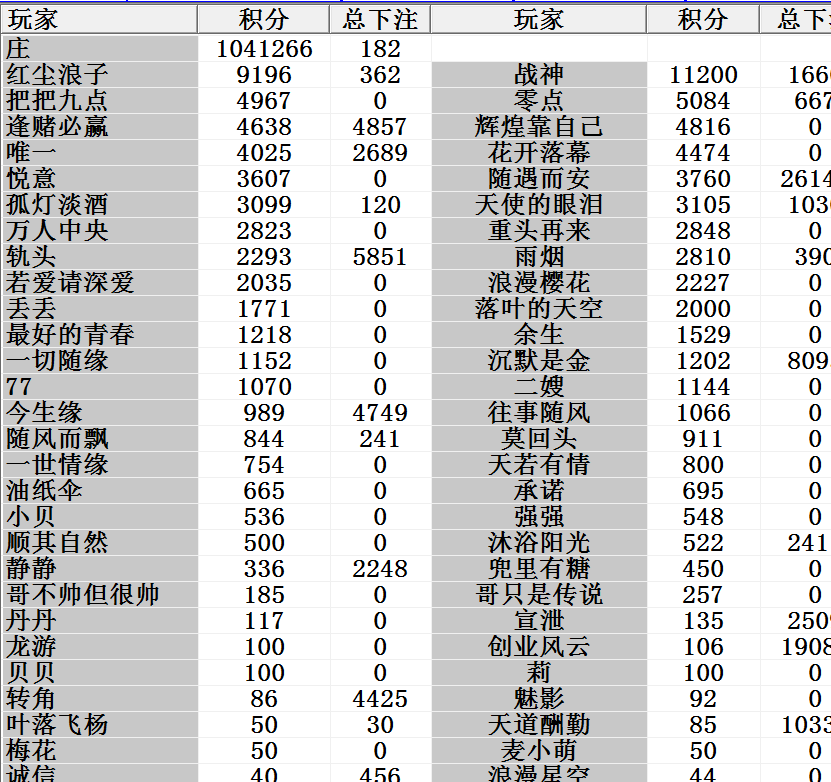 玩家 积分 总下注 玩家 积分 总下
庄 1041266 182
红尘浪子 9196 362 战神 11200 166
把把九点 4967 0 零点 5084 667
逢赌必赢 4638 4857 辉煌靠自己 4816 0
唯一 4025 2689 花开落幕 4474 0
悦意 3607 0 随遇而安 3760 2614
孤灯淡酒 3099 120 天使的眼泪 3105 103
万人中央 2823 0 重头再来 2848 0
轨头 2293 5851 雨烟 2810 390
若爱请深爱 2035 0 浪漫樱花 2227 0
丢丢 1771 0 落叶的天空 2000 0
最好的青春 1218 0 余生 1529 0
一切随缘 1152 0 沉默是金 1202 809
77 1070 0 二嫂 1144 0
今生缘 989 4749 往事随风 1066 0
随风而飘 844 241 莫回头 911 0
一世情缘 754 0 天若有情 800 0
油纸伞 665 0 承诺 695 0
小贝 536 0 强强 548 0
顺其自然 500 0 沐浴阳光 522 241
静静 336 2248 兜里有糖 450 0
哥不帅但很帅 185 0 哥只是传说 257 0
丹丹 117 0 宣泄 135 250
龙游 100 0 创业风云 106 1908
贝贝 100 0 莉 100 0
转角 86 4425 魅影 92 0
叶落飞杨 50 30 天道酬勤 85 1033
梅花 50 0 麦小萌 50 0
诚信 40 456 浪漫星空 44 0